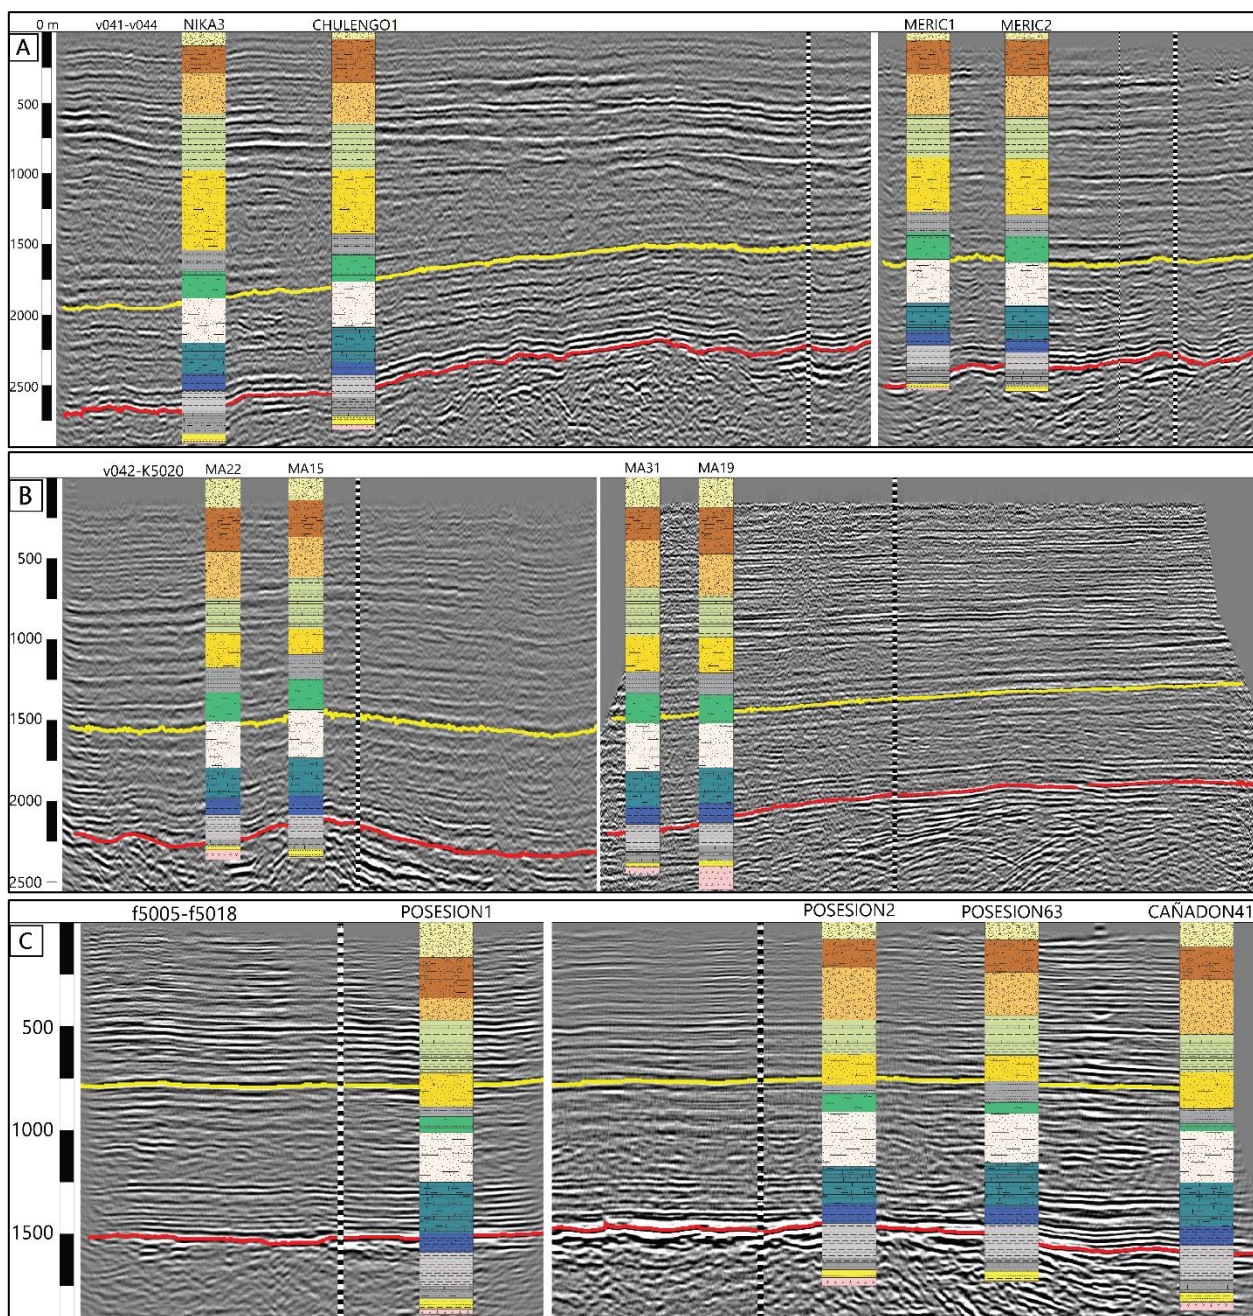 0 m v041-v044 NIKA3 CHULENGO1 MERIC1 MERIC2
A
500
1000
1500
2000
2500
v042-K5020 MA22 MA15 MA31 MA19
B
500
1000
1500
2000
2500
f5005-f5018 POSESION1 POSESION2 POSESION63 CAÑADON41
C
500
1000
1500